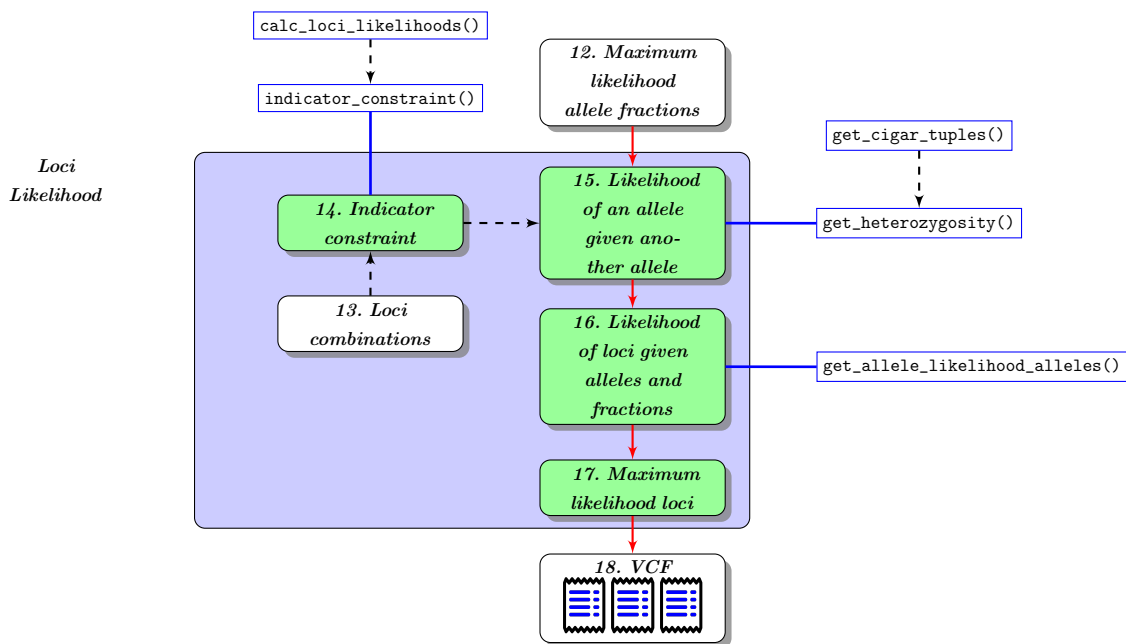 calc_loci_likelihoods()
indicator_constraint()
12. Maximum
likelihood
allele fractions
get_cigar_tuples()
get_heterozygosity()
Loci
Likelihood
14. Indicator
constraint
15. Likelihood
of an allele
given ano-
ther allele
13. Loci
combinations
16. Likelihood
of loci given
alleles and
fractions
get_allele_likelihood_alleles()
17. Maximum
likelihood loci
18. VCF